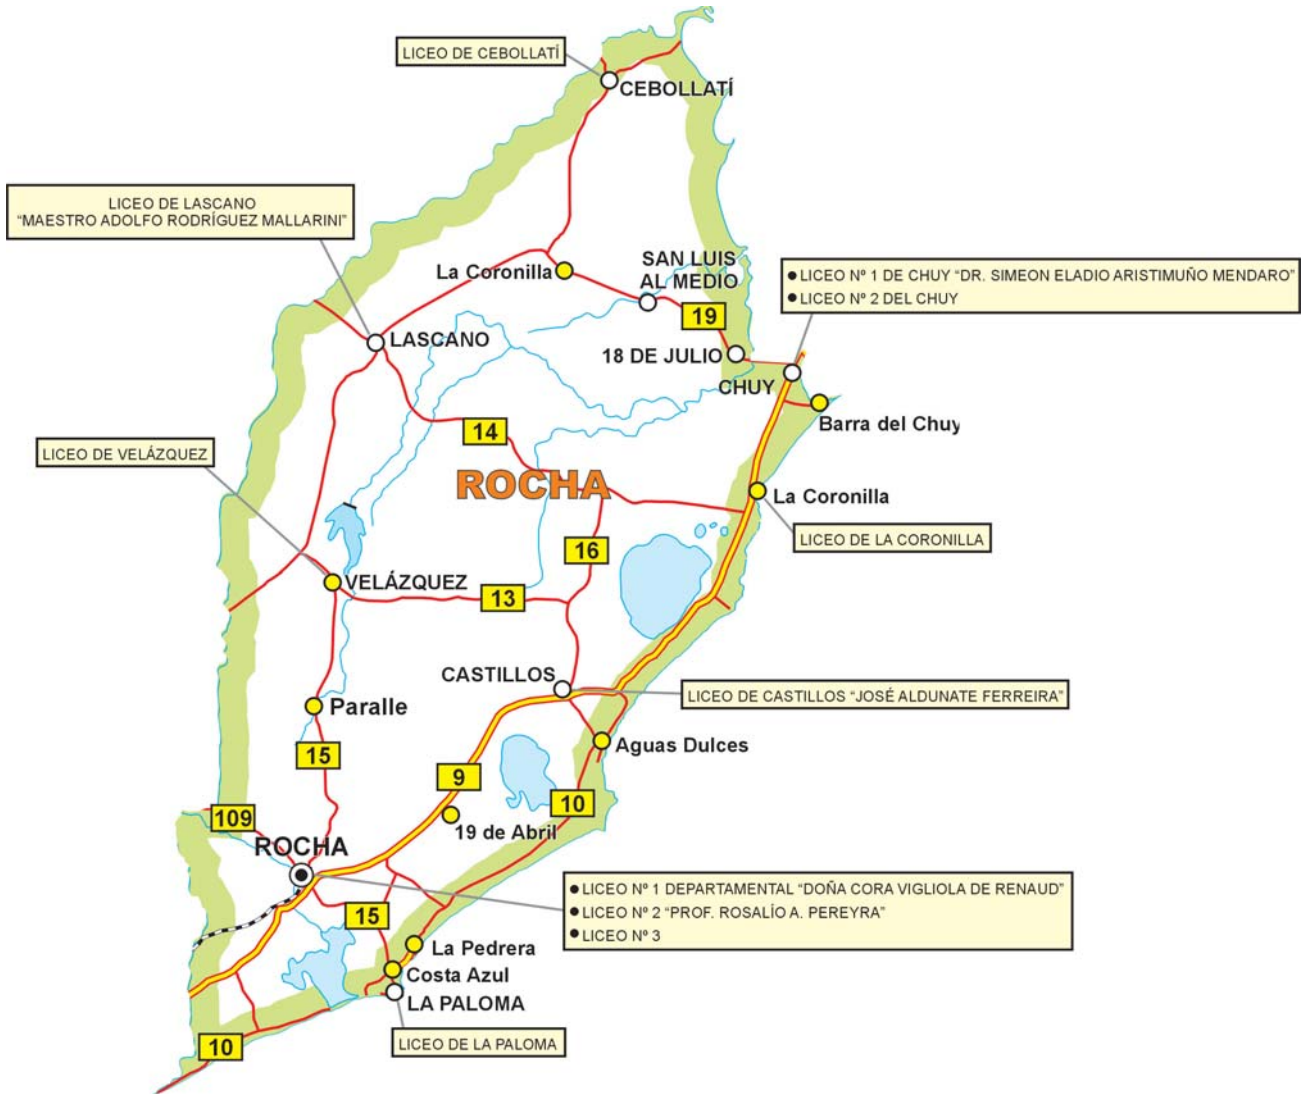 LICEO DE CEBOLLATÍ
CEBOLLATÍ
LICEO DE LASCANO
“MAESTRO ADOLFO RODRÍGUEZ MALLARINI”
La Coronilla
SAN LUIS
AL MEDIO
● LICEO Nº 1 DE CHUY “DR. SIMEON ELADIO ARISTIMUÑO MENDARO”
● LICEO Nº 2 DEL CHUY
19
LASCANO
18 DE JULIO
CHUY
Barra del Chuy
14
LICEO DE VELÁZQUEZ
ROCHA
La Coronilla
LICEO DE LA CORONILLA
16
VELÁZQUEZ
13
CASTILLOS
LICEO DE CASTILLOS “JOSÉ ALDUNATE FERREIRA”
Paralle
Aguas Dulces
15
9
10
109
19 de Abril
ROCHA
● LICEO Nº 1 DEPARTAMENTAL “DOÑA CORA VIGLIOLA DE RENAUD”
● LICEO Nº 2 “PROF. ROSALÍO A. PEREYRA”
● LICEO Nº 3
15
La Pedrera
Costa Azul
LA PALOMA
LICEO DE LA PALOMA
10